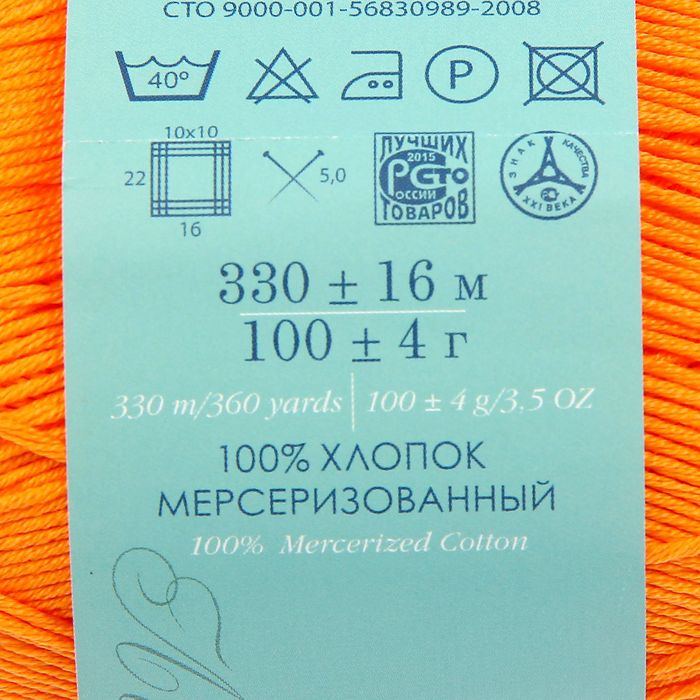 СТО 9000-001-56830989-2008
40°
P
10x10
22
16
5,0
ЛУЧШИХ
2015
РСТО
РОССИИ
ТОВАРОВ
ЗНАК КАЧЕСТВА
XXI ВЕКА
330 ± 16 м
100 ± 4 г
330 m/360 yards | 100 ± 4 g/3,5 OZ
100% ХЛОПОК
МЕРСЕРИЗОВАННЫЙ
100% Mercerized Cotton